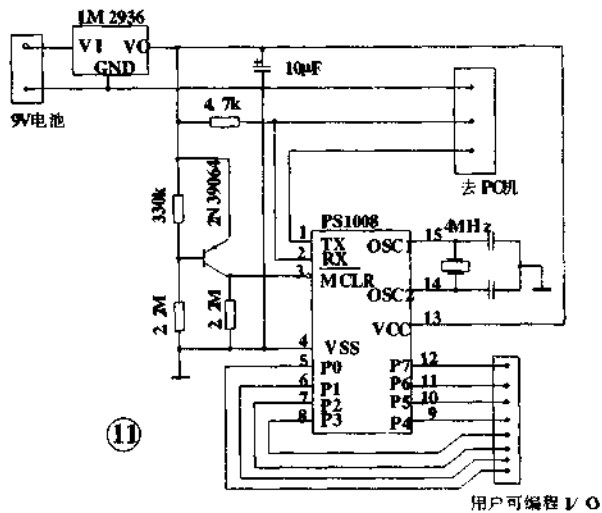 LM 2936
VI VO
GND
9V电池
10μF
4.7k
330k
2N39064
2.2M
2.2M
去 PC机
PS1008
1 TX
2 RX
3 MCLR
4 VSS
5 P0
6 P1
7 P2
8 P3
OSC1 15
4MHz
OSC2 14
VCC 13
P7 12
P6 11
P5 10
P4 9
11
用户可编程 I/O